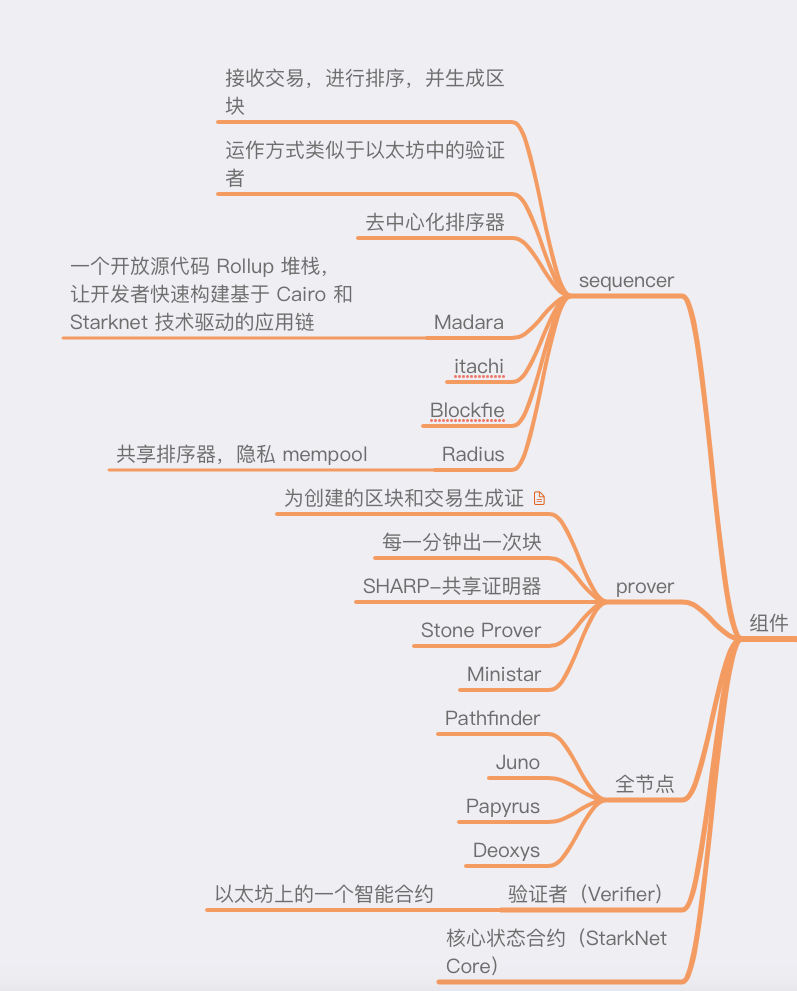 接收交易，进行排序，并生成区
块
运作方式类似于以太坊中的验证
者
去中心化排序器
一个开放源代码 Rollup 堆栈，
让开发者快速构建基于 Cairo 和
Starknet 技术驱动的应用链
Madara
itachi
Blockfie
共享排序器，隐私 mempool
Radius
sequencer
为创建的区块和交易生成证
每一分钟出一次块
SHARP-共享证明器
Stone Prover
Ministar
prover
组件
Pathfinder
Juno
Papyrus
Deoxys
全节点
以太坊上的一个智能合约
验证者（Verifier）
核心状态合约（StarkNet
Core）